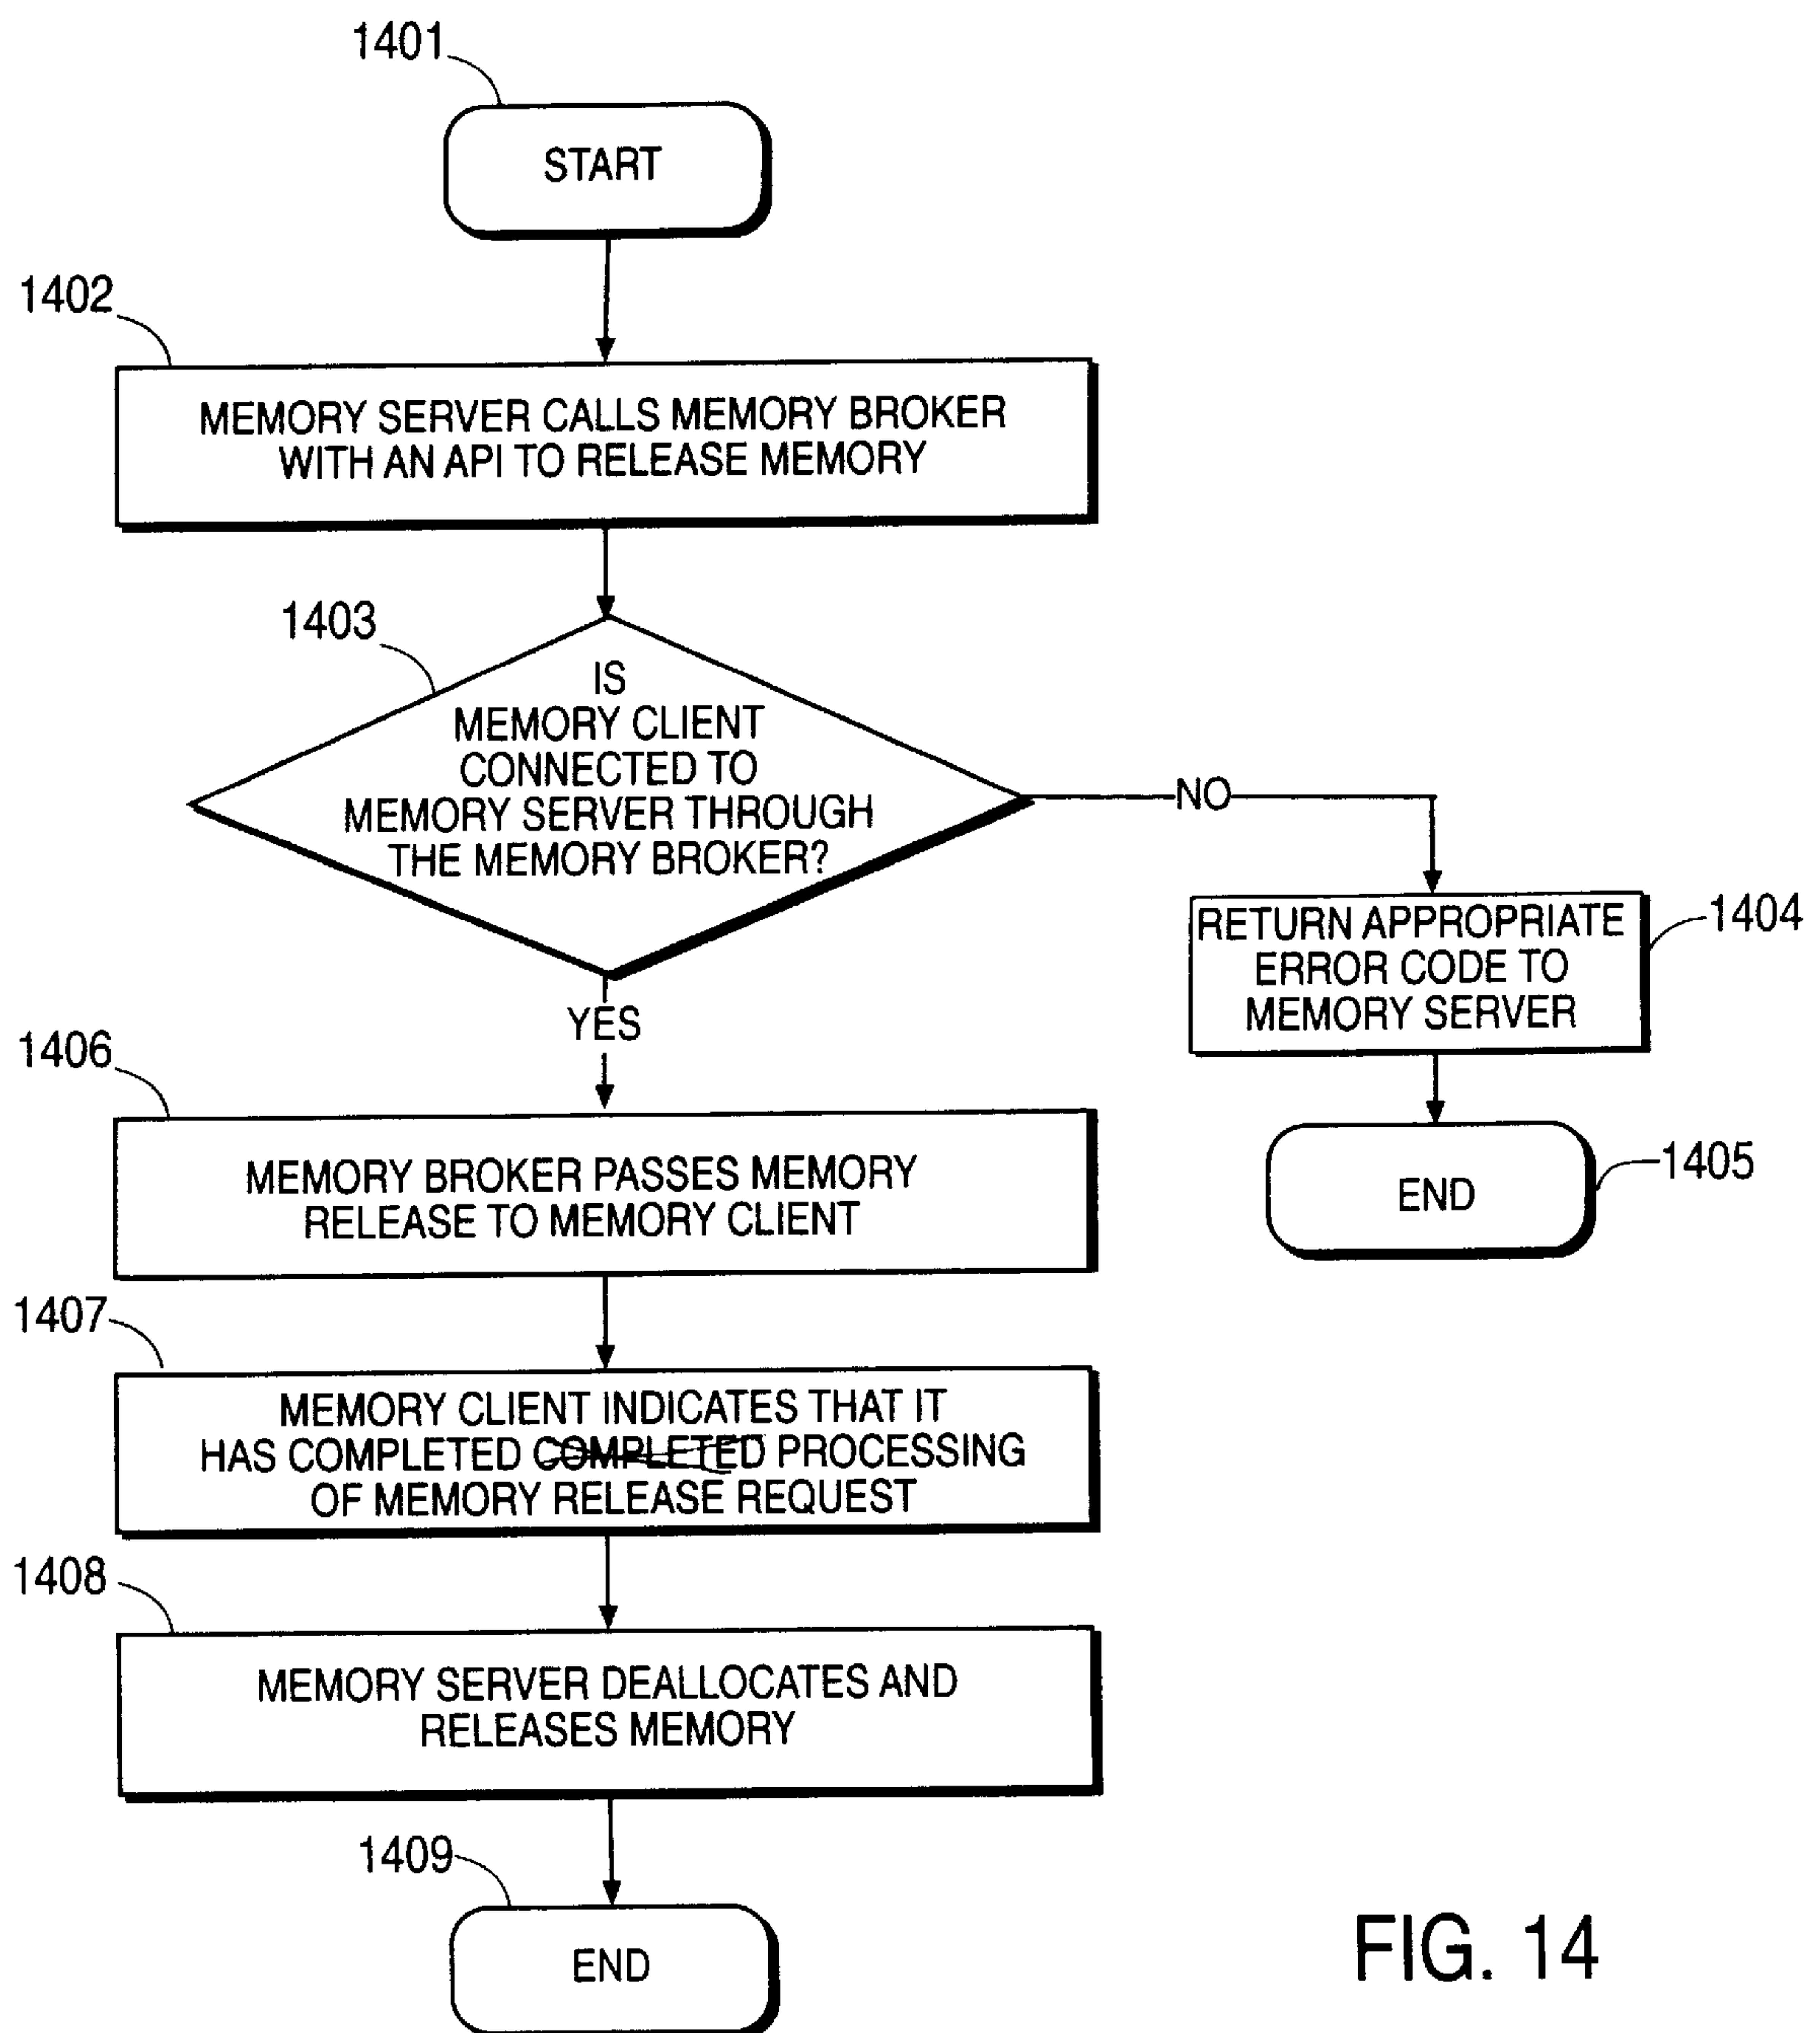 1401
START
1402
MEMORY SERVER CALLS MEMORY BROKER
WITH AN API TO RELEASE MEMORY
1403
IS
MEMORY CLIENT
CONNECTED TO
MEMORY SERVER THROUGH
THE MEMORY BROKER?
NO
YES
RETURN APPROPRIATE
ERROR CODE TO
MEMORY SERVER
1404
END
1405
1406
MEMORY BROKER PASSES MEMORY
RELEASE TO MEMORY CLIENT
1407
MEMORY CLIENT INDICATES THAT IT
HAS COMPLETED COMPLETED PROCESSING
OF MEMORY RELEASE REQUEST
1408
MEMORY SERVER DEALLOCATES AND
RELEASES MEMORY
1409
END
FIG. 14